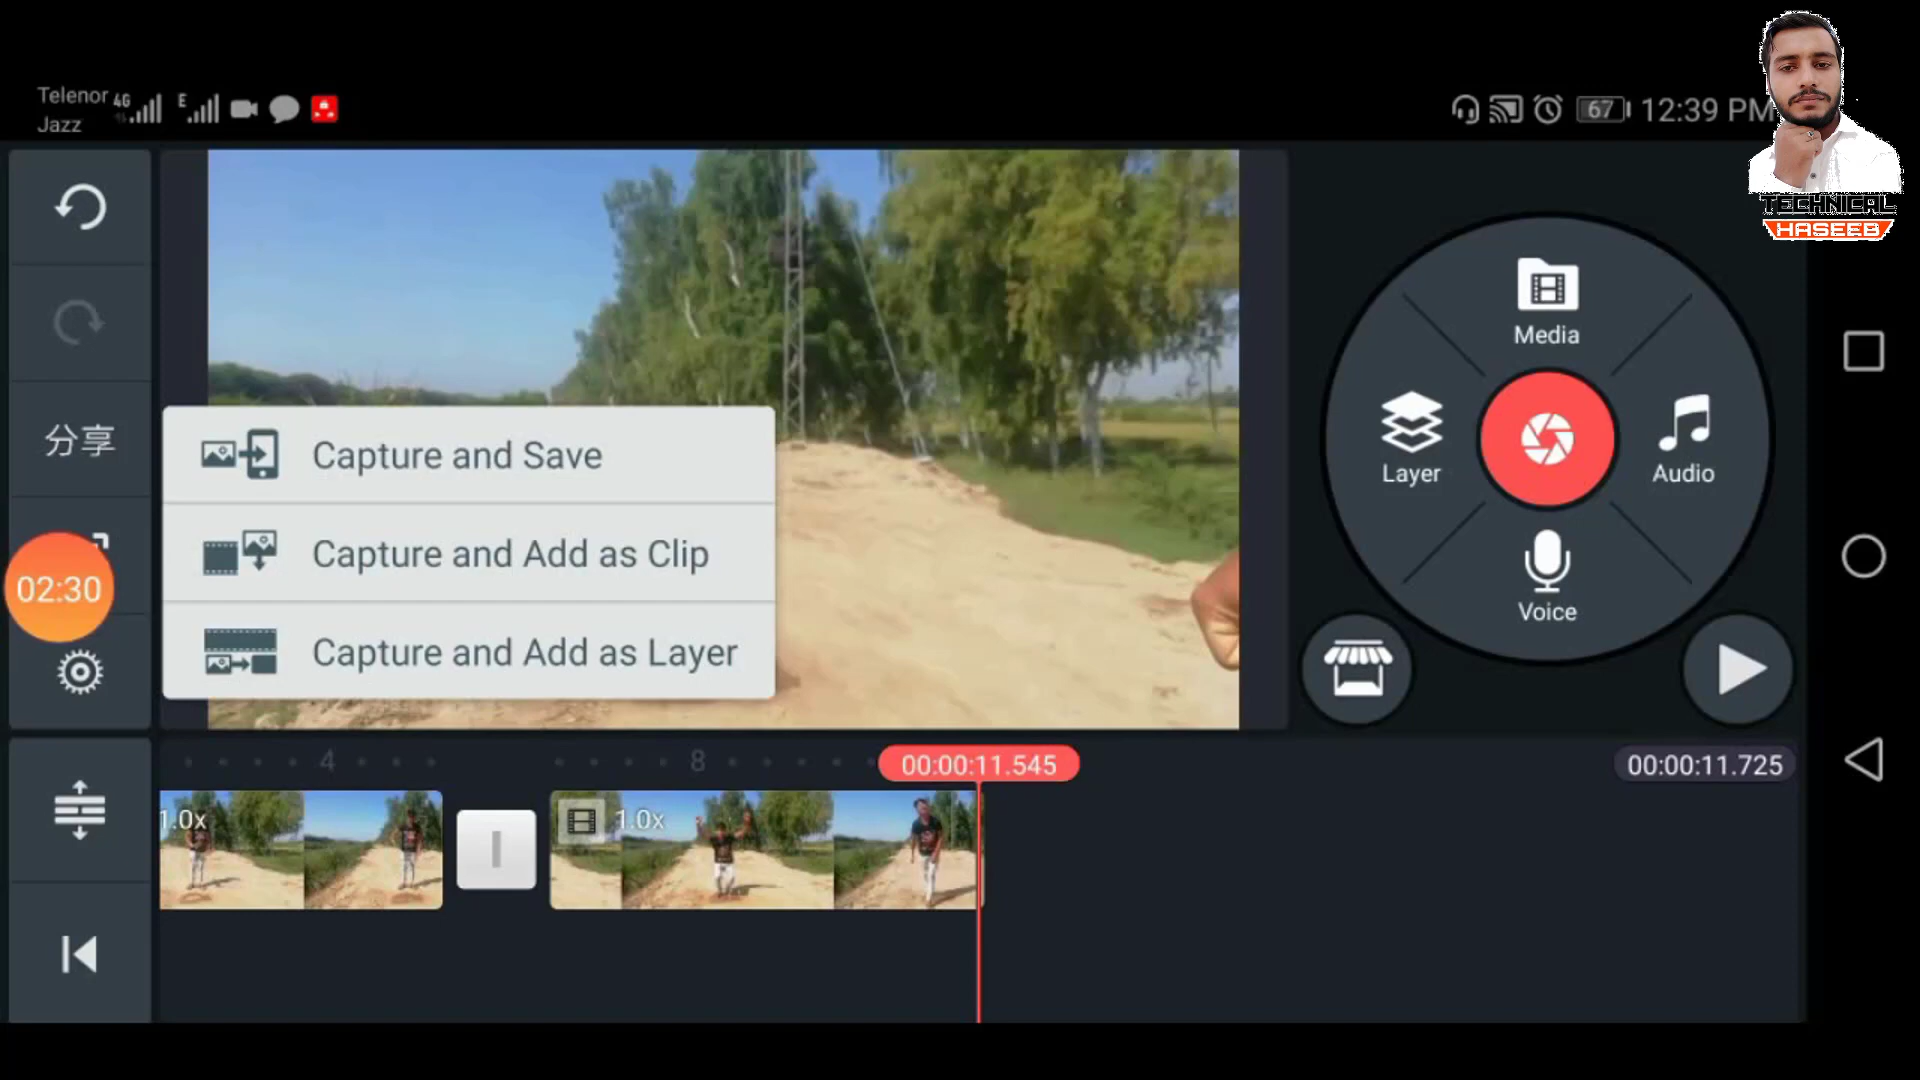 Telenor 4G E
Jazz
67 12:39 PM
TECHNICAL
HASEEB
分享
02:30
Capture and Save
Capture and Add as Clip
Capture and Add as Layer
Media
Layer
Audio
Voice
4
8
00:00:11.545
00:00:11.725
1.0x
1.0x